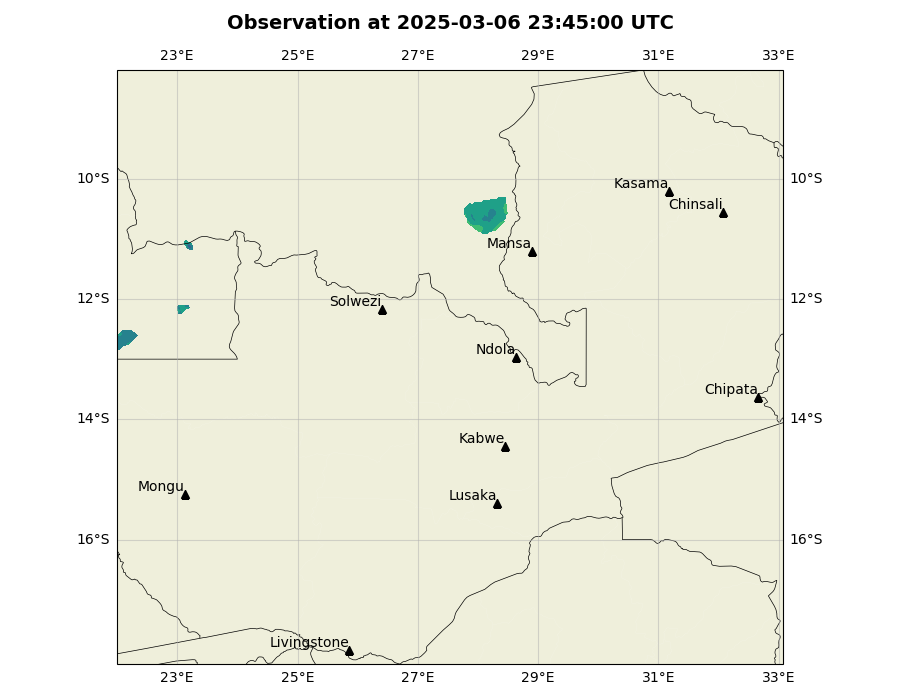 Observation at 2025-03-06 23:45:00 UTC
23°E 25°E 27°E 29°E 31°E 33°E
10°S 10°S
Kasama
Chinsali
Mansa
12°S 12°S
Solwezi
Ndola
Chipata
14°S 14°S
Kabwe
Mongu
Lusaka
16°S 16°S
Livingstone
23°E 25°E 27°E 29°E 31°E 33°E